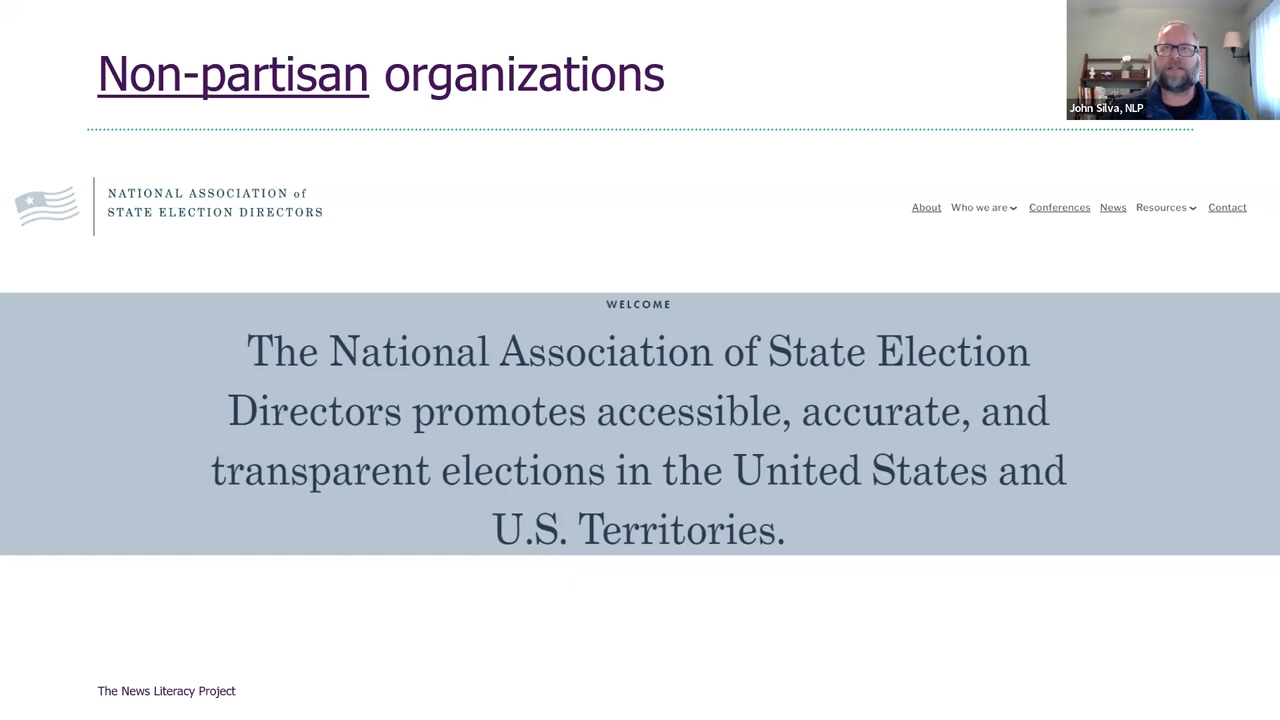 Non-partisan organizations
John Silva, NLP
NATIONAL ASSOCIATION of
STATE ELECTION DIRECTORS
About Who we are Conferences News Resources Contact
WELCOME
The National Association of State Election
Directors promotes accessible, accurate, and
transparent elections in the United States and
U.S. Territories.
The News Literacy Project